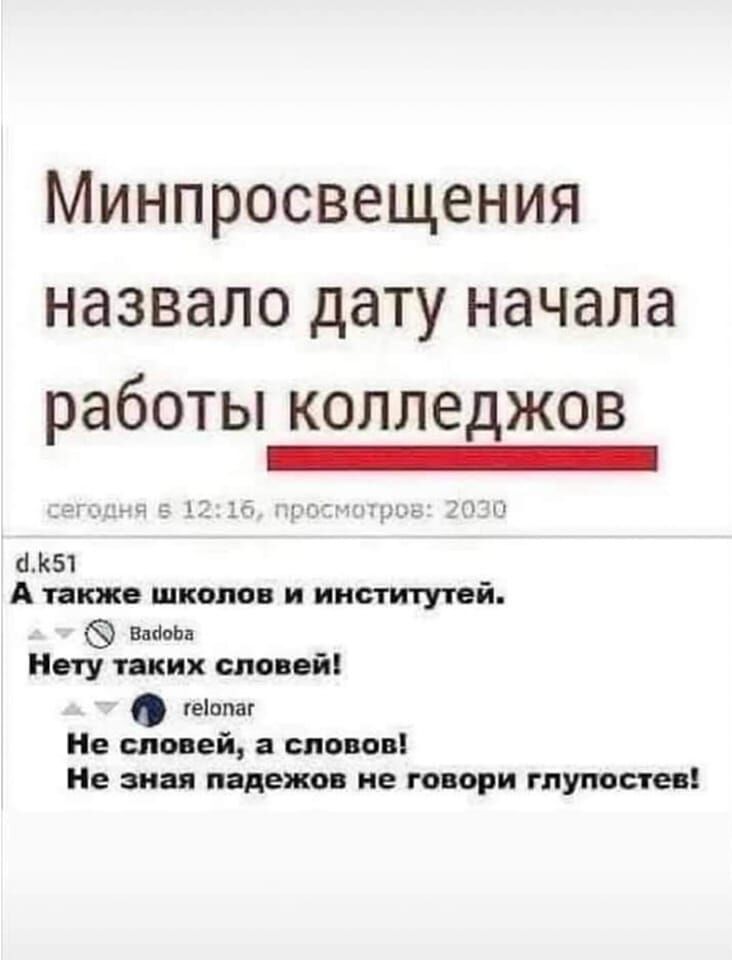 Минпросвещения
назвало дату начала
работы колледжов
сегодня в 12:16, просмотров: 2030
d.k51
А также школов и институтей.
Badoba
Нету таких словей!
relonar
Не словей, а словов!
Не зная падежов не говори глупостев!